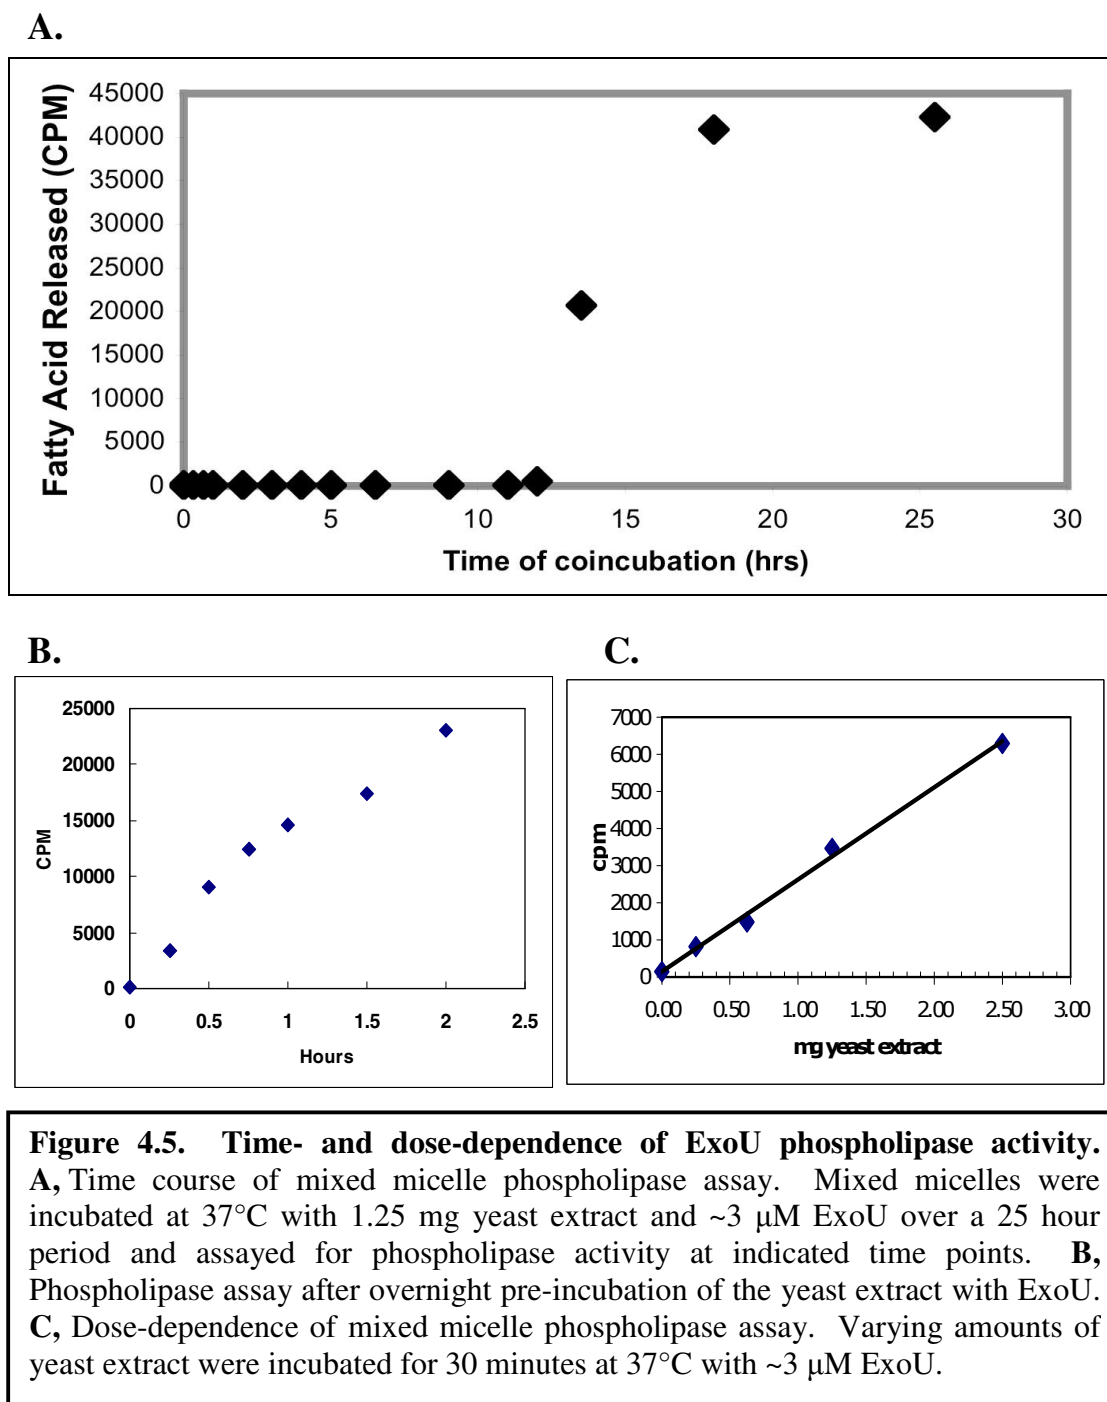 A.
Fatty Acid Released (CPM)
45000
40000
35000
30000
25000
20000
15000
10000
5000
0
0 5 10 15 20 25 30
Time of coincubation (hrs)
B.
CPM
25000
20000
15000
10000
5000
0
0 0.5 1 1.5 2 2.5
Hours
C.
cpm
7000
6000
5000
4000
3000
2000
1000
0
0.00 0.50 1.00 1.50 2.00 2.50 3.00
mg yeast extract
Figure 4.5. Time- and dose-dependence of ExoU phospholipase activity.
A, Time course of mixed micelle phospholipase assay. Mixed micelles were
incubated at 37°C with 1.25 mg yeast extract and ~3 μM ExoU over a 25 hour
period and assayed for phospholipase activity at indicated time points. B,
Phospholipase assay after overnight pre-incubation of the yeast extract with ExoU.
C, Dose-dependence of mixed micelle phospholipase assay. Varying amounts of
yeast extract were incubated for 30 minutes at 37°C with ~3 μM ExoU.